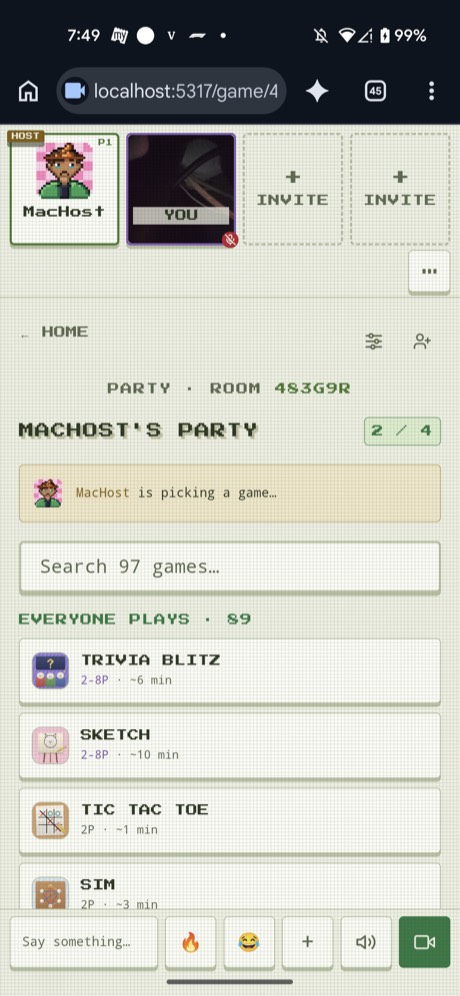 7:49
99%
localhost:5317/game/4
45
HOST
P1
MacHost
YOU
+
INVITE
+
INVITE
...
← HOME
PARTY · ROOM 483G9R
MACHOST'S PARTY
2 / 4
MacHost is picking a game…
Search 97 games…
EVERYONE PLAYS · 89
TRIVIA BLITZ
2-8P · ~6 min
SKETCH
2-8P · ~10 min
TIC TAC TOE
2P · ~1 min
SIM
2P · ~3 min
Say something…
+